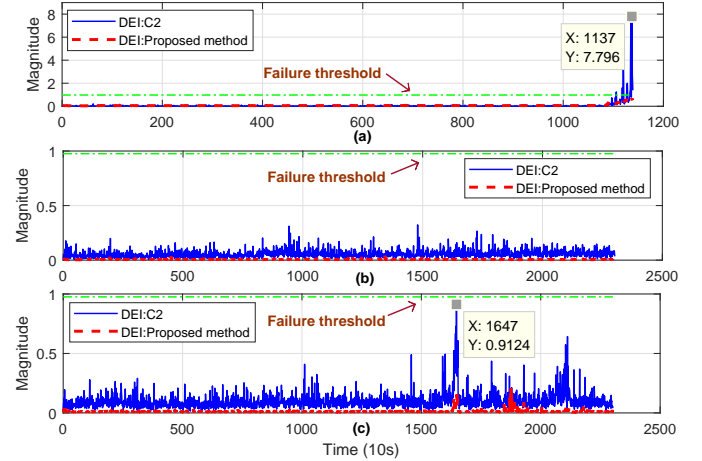 DEI:C2
DEI:Proposed method
X: 1137
Y: 7.796
Failure threshold
Magnitude
8
6
4
2
0
0 200 400 600 800 1000 1200
(a)
1
DEI:C2
DEI:Proposed method
Failure threshold
Magnitude
0.5
0
0 500 1000 1500 2000 2500
(b)
1
DEI:C2
DEI:Proposed method
Failure threshold
X: 1647
Y: 0.9124
Magnitude
0.5
0
0 500 1000 1500 2000 2500
(c)
Time (10s)